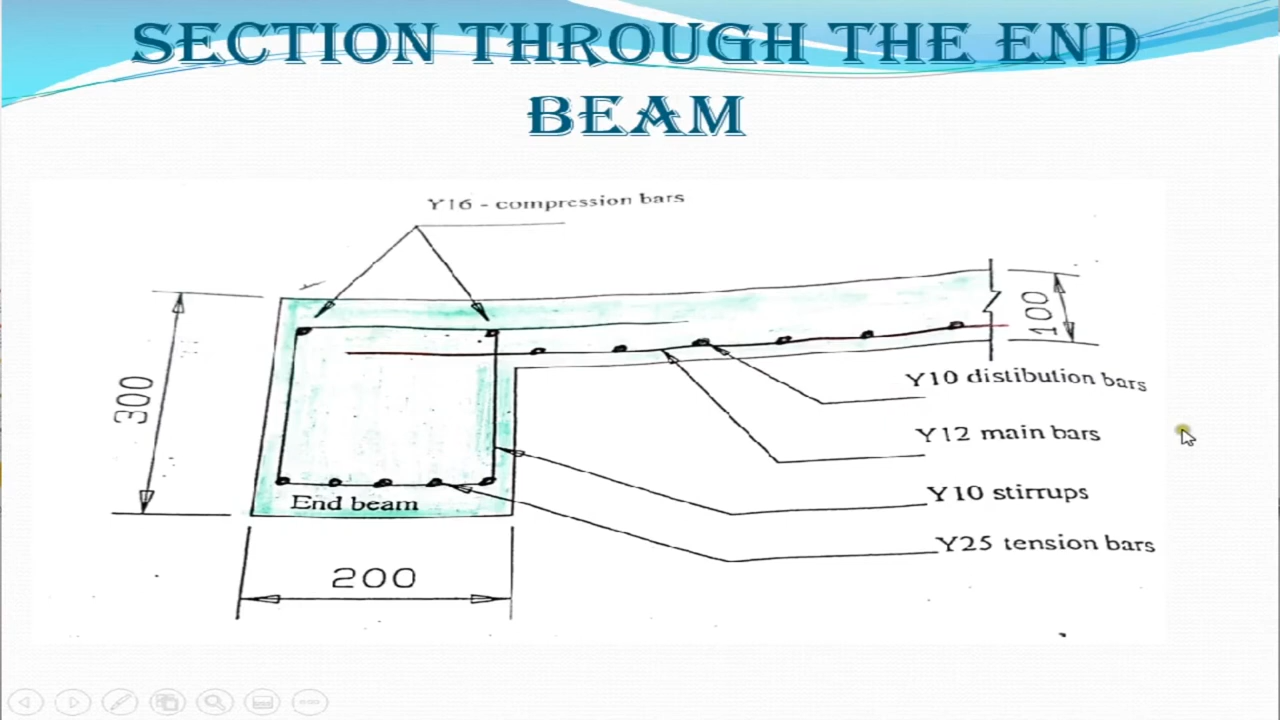 SECTION THROUGH THE END
BEAM
Y16 - compression bars
300
100
Y10 distibution bars
Y12 main bars
Y10 stirrups
Y25 tension bars
End beam
200